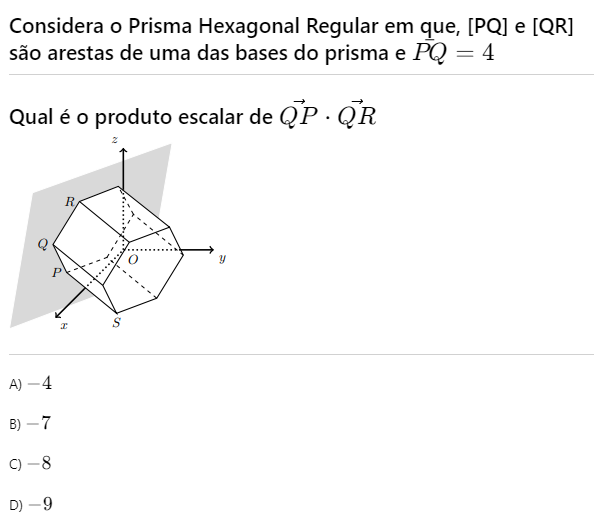 Considera o Prisma Hexagonal Regular em que, [PQ] e [QR]
são arestas de uma das bases do prisma e \bar{PQ} = 4
Qual é o produto escalar de \vec{QP} · \vec{QR}
z
R
Q
O
y
P
x
S
A) −4
B) −7
C) −8
D) −9